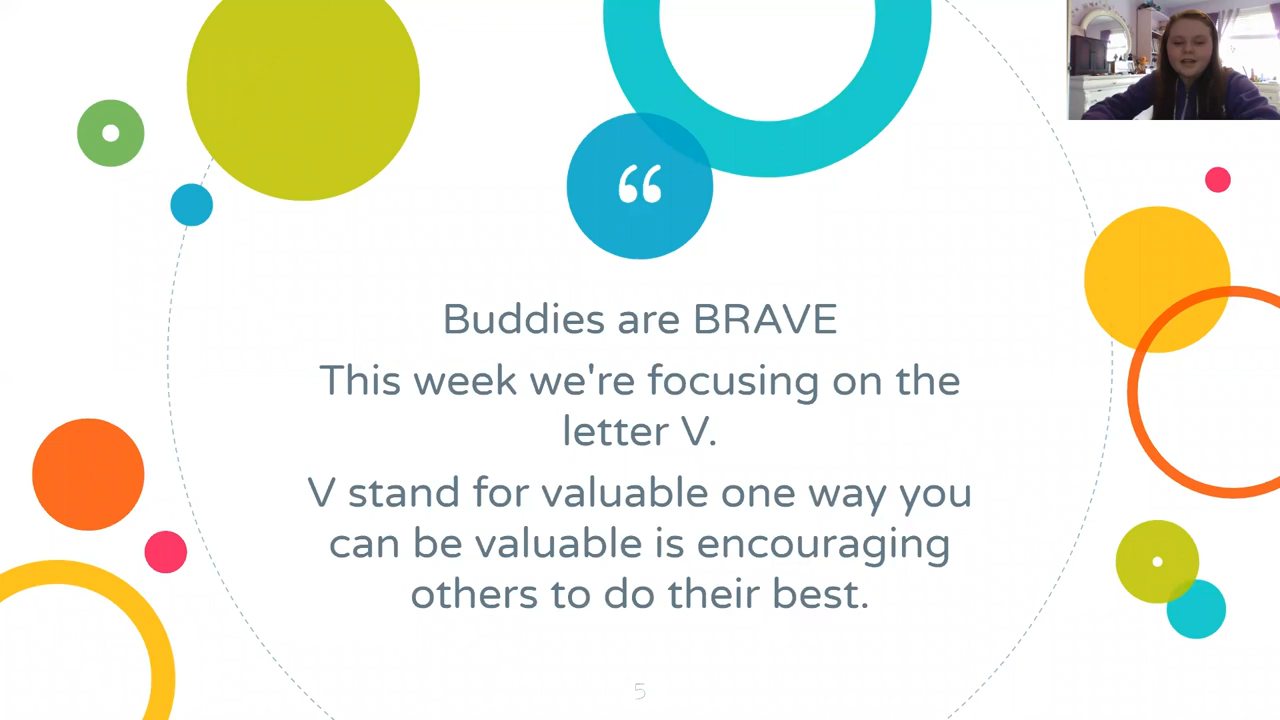 “
Buddies are BRAVE
This week we're focusing on the
letter V.
V stand for valuable one way you
can be valuable is encouraging
others to do their best.
5